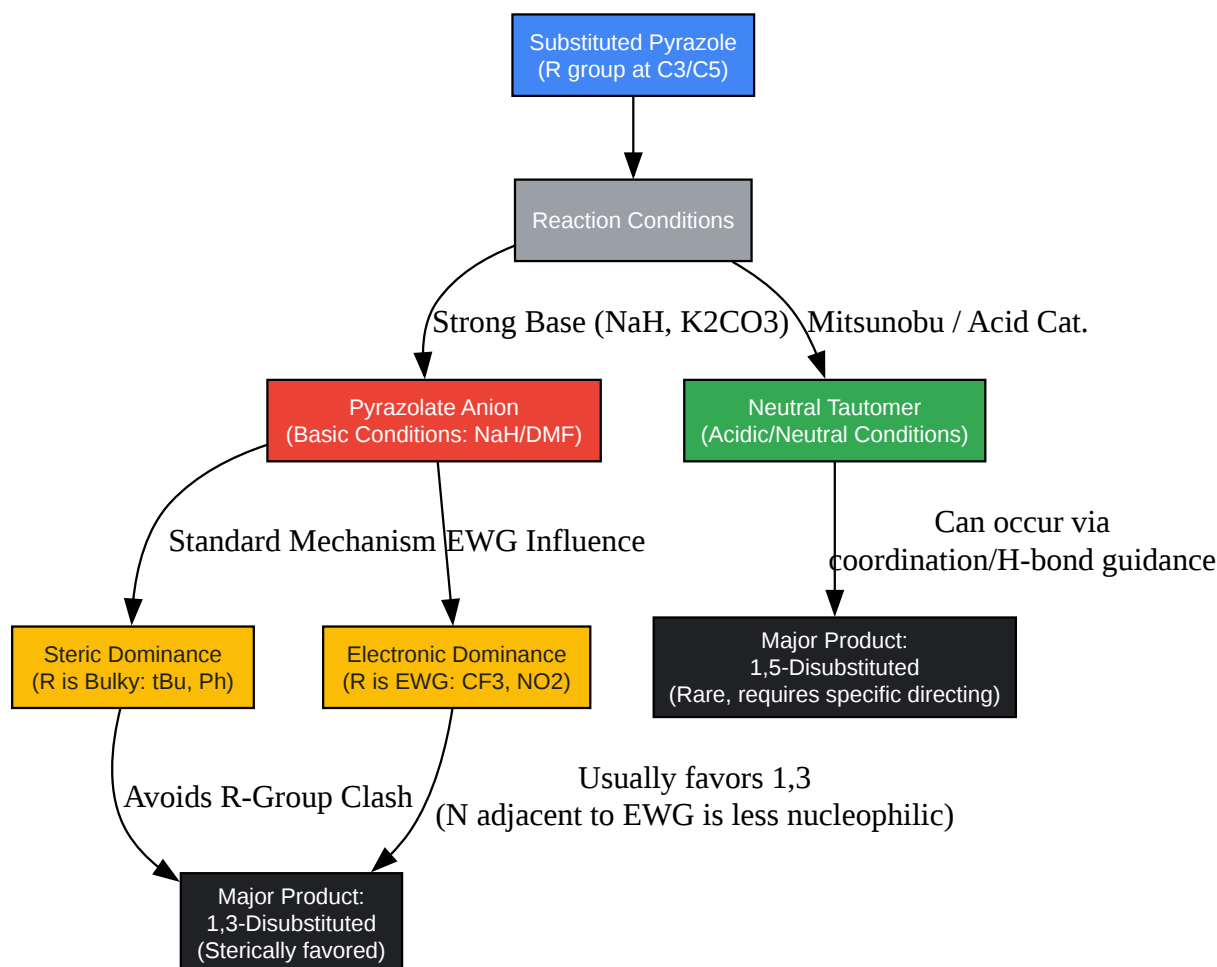 Substituted Pyrazole
(R group at C3/C5)
Reaction Conditions
Strong Base (NaH, K2CO3)
Mitsunobu / Acid Cat.
Pyrazolate Anion
(Basic Conditions: NaH/DMF)
Neutral Tautomer
(Acidic/Neutral Conditions)
Standard Mechanism
EWG Influence
Can occur via
coordination/H-bond guidance
Steric Dominance
(R is Bulky: tBu, Ph)
Electronic Dominance
(R is EWG: CF3, NO2)
Major Product:
1,5-Disubstituted
(Rare, requires specific directing)
Avoids R-Group Clash
Usually favors 1,3
(N adjacent to EWG is less nucleophilic)
Major Product:
1,3-Disubstituted
(Sterically favored)